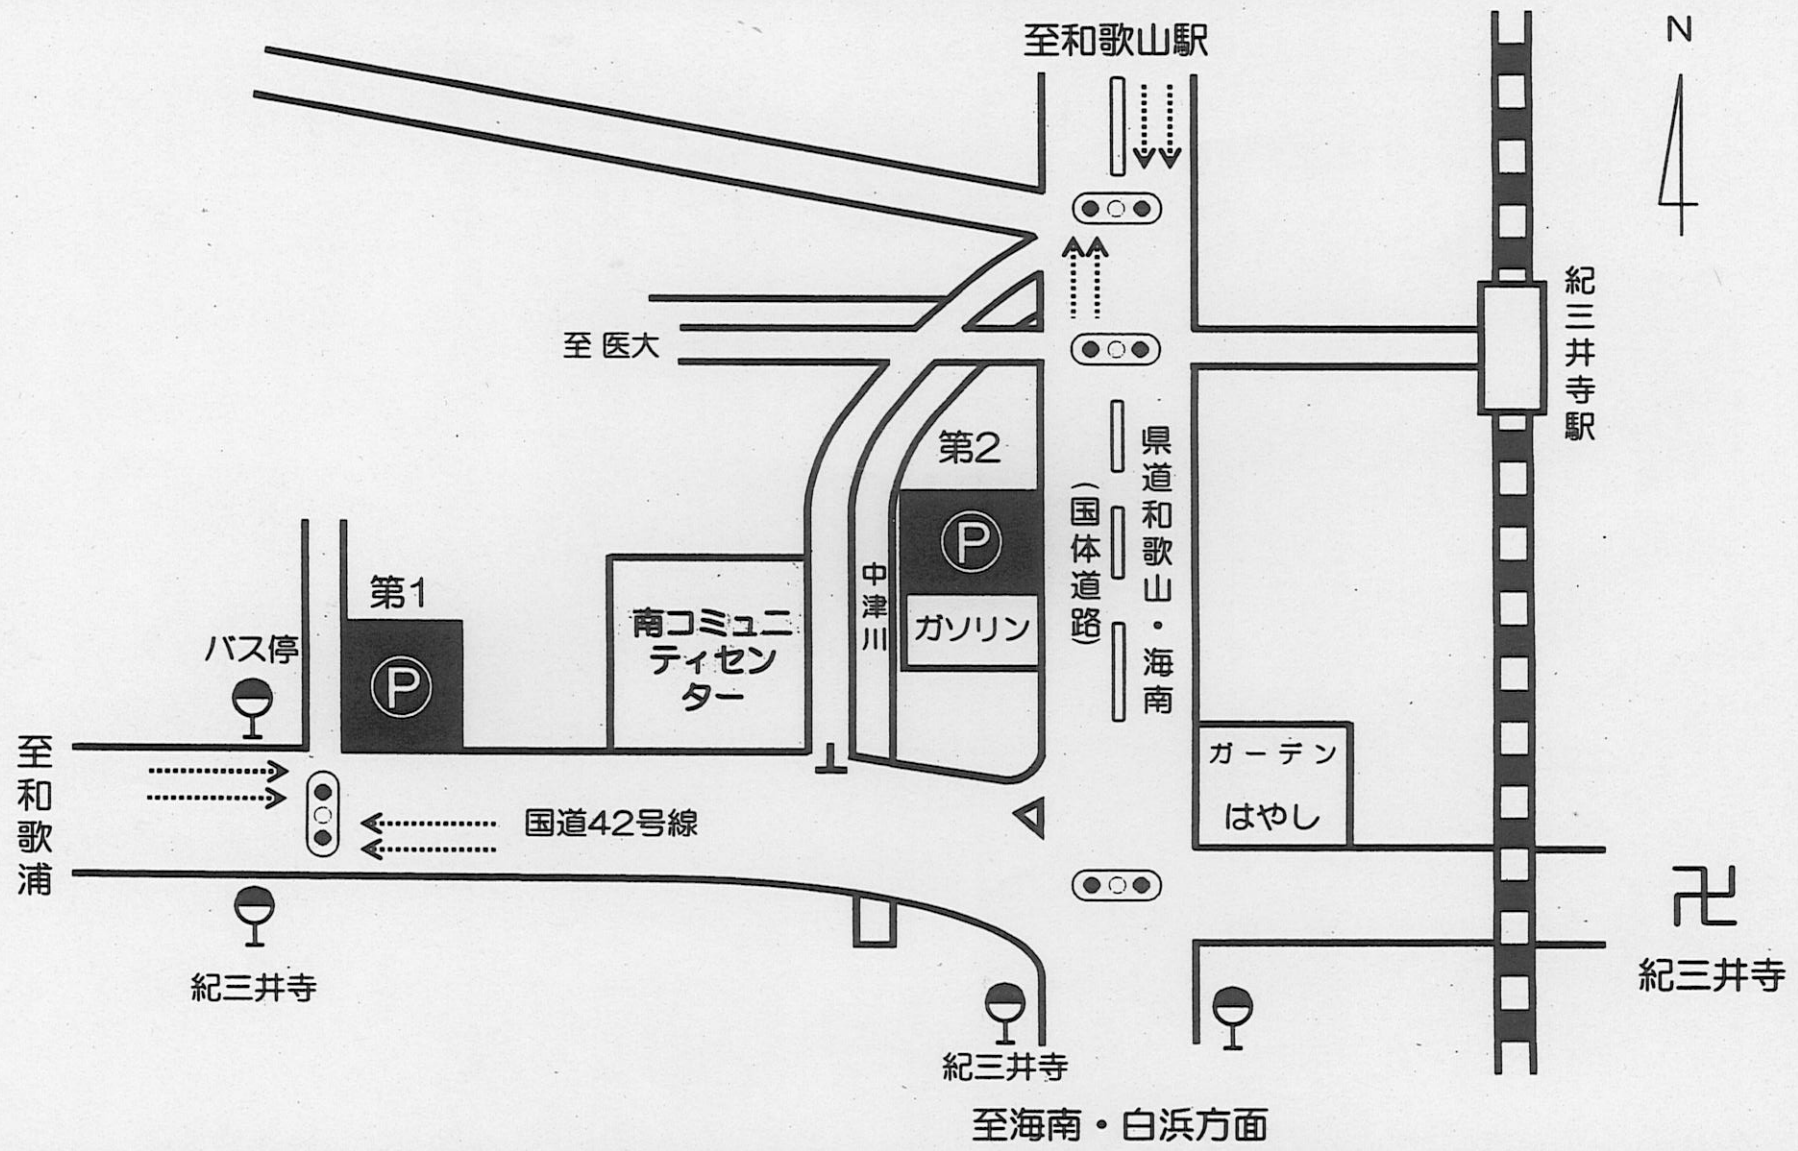 至和歌山駅
N
紀三井寺駅
至 医大
第2
P
県道和歌山・海南
(国体道路)
中津川
ガソリン
第1
P
バス停
南コミュニ
ティセン
ター
至和歌浦
国道42号線
ガーデン
はやし
卍
紀三井寺
紀三井寺
紀三井寺
至海南・白浜方面